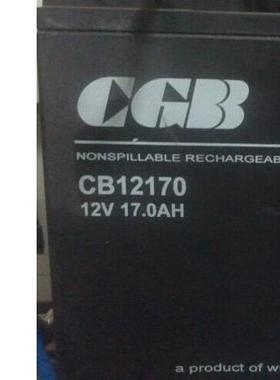 CGB
NONSPILLABLE RECHARGEAB
CB12170
12V 17.0AH
a product of w